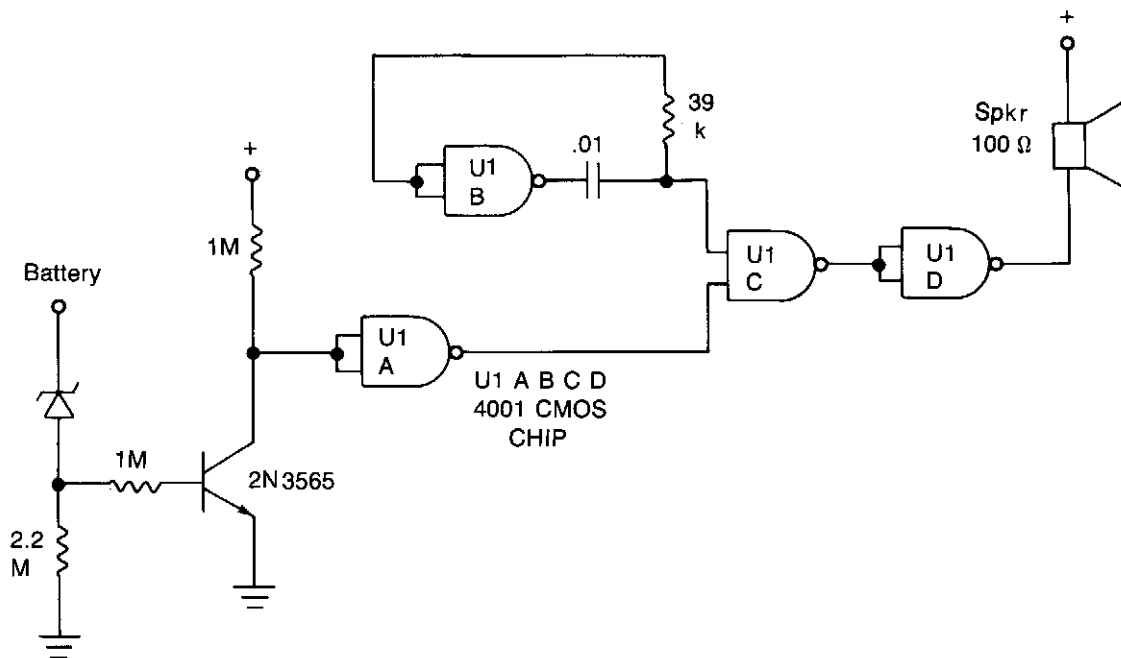 +
Spkr
100 Ω
39
k
.01
U1
B
+
1M
U1
C
U1
D
Battery
U1
A
U1 A B C D
4001 CMOS
CHIP
1M
2N3565
2.2
M